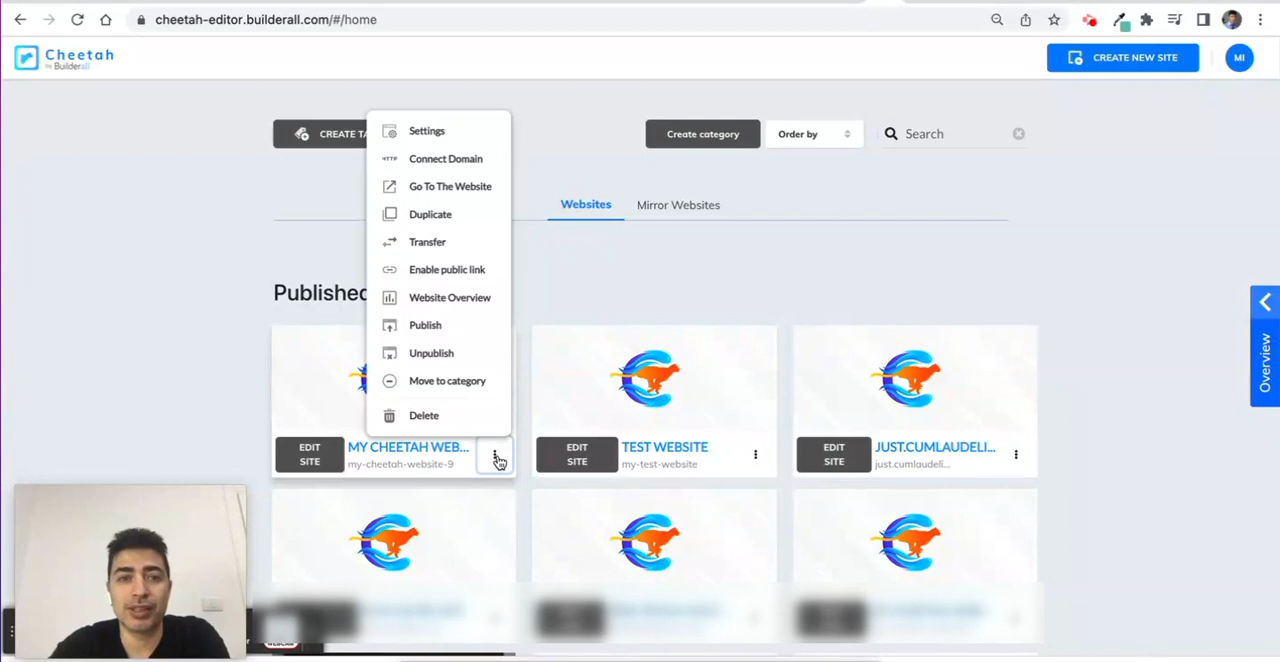 cheetah-editor.builderall.com/#/home
Cheetah
by Builderall
CREATE NEW SITE
MI
CREATE TA
Create category
Order by
Search
Settings
HTTP Connect Domain
Go To The Website
Duplicate
Transfer
Enable public link
Website Overview
Publish
Unpublish
Move to category
Delete
Websites
Mirror Websites
Published
Overview
EDIT
SITE
MY CHEETAH WEB...
my-cheetah-website-9
EDIT
SITE
TEST WEBSITE
my-test-website
EDIT
SITE
JUST.CUMLAUDELI...
just.cumlaudeli...